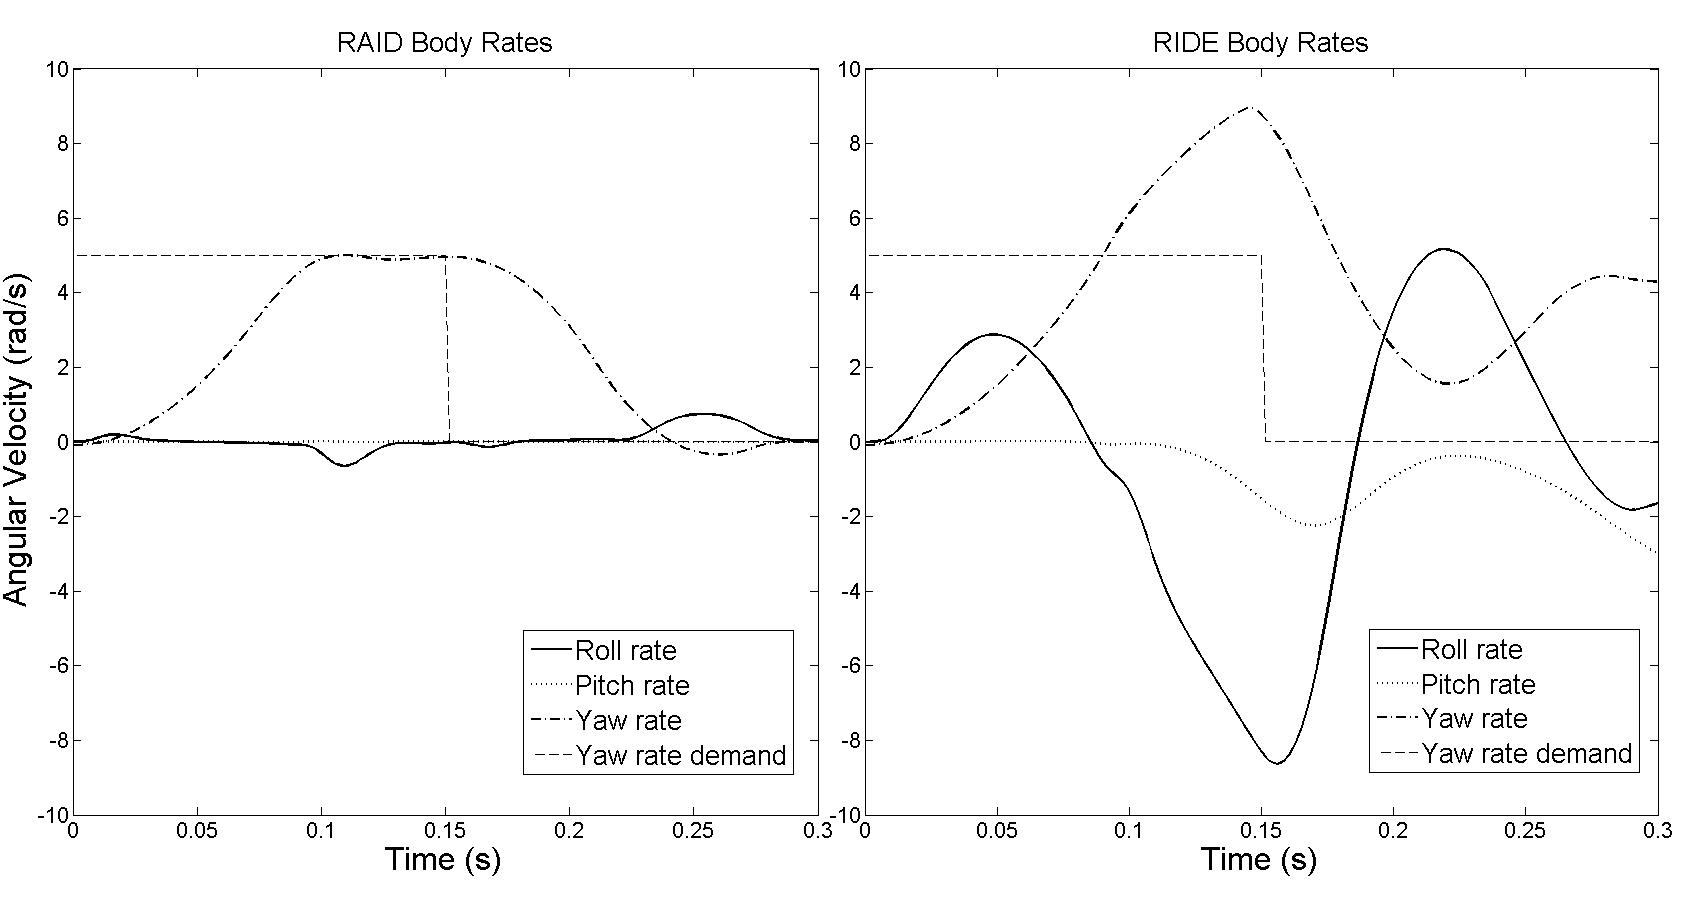 RAID Body Rates
RIDE Body Rates
Angular Velocity (rad/s)
10
8
6
4
2
0
-2
-4
-6
-8
-10
0
0.05
0.1
0.15
0.2
0.25
0.3
Time (s)
Roll rate
Pitch rate
Yaw rate
Yaw rate demand
10
8
6
4
2
0
-2
-4
-6
-8
-10
0
0.05
0.1
0.15
0.2
0.25
0.3
Time (s)
Roll rate
Pitch rate
Yaw rate
Yaw rate demand